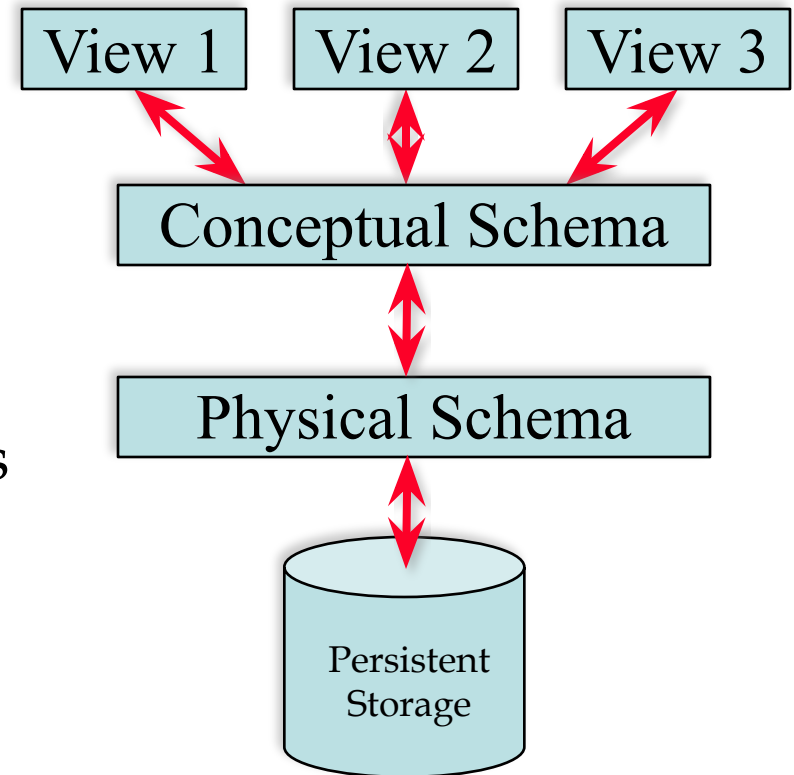 View 1 View 2 View 3
Conceptual Schema
Physical Schema
s
Persistent
Storage